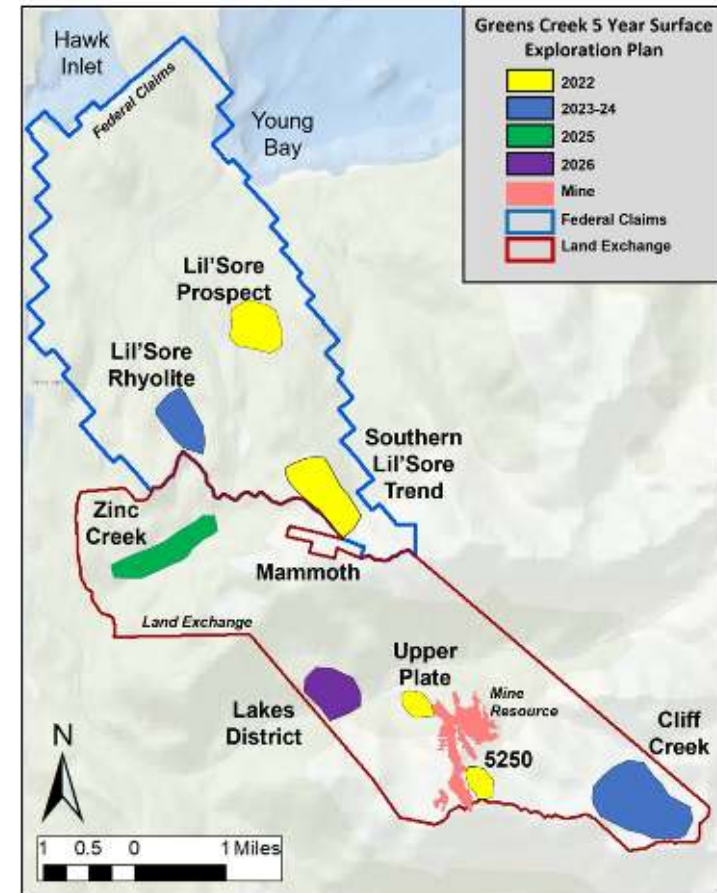 Greens Creek 5 Year Surface
Exploration Plan
2022
2023-24
2025
2026
Mine
Federal Claims
Land Exchange
Hawk
Inlet
Federal Claims
Young
Bay
Lil'Sore
Prospect
Lil'Sore
Rhyolite
Southern
Lil'Sore
Trend
Zinc
Creek
Mammoth
Land Exchange
Upper
Plate
Mine
Resource
Lakes
District
5250
Cliff
Creek
N
1 0.5 0 1 Miles